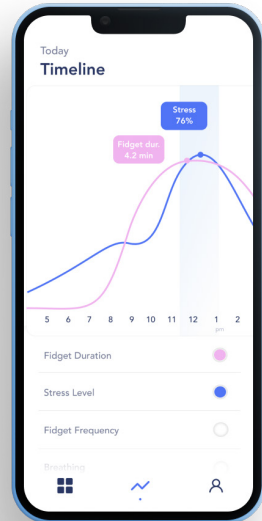 Today
Timeline
Stress
76%
Fidget dur.
4.2 min
5 6 7 8 9 10 11 12 1 2
pm
Fidget Duration
Stress Level
Fidget Frequency
Breathing